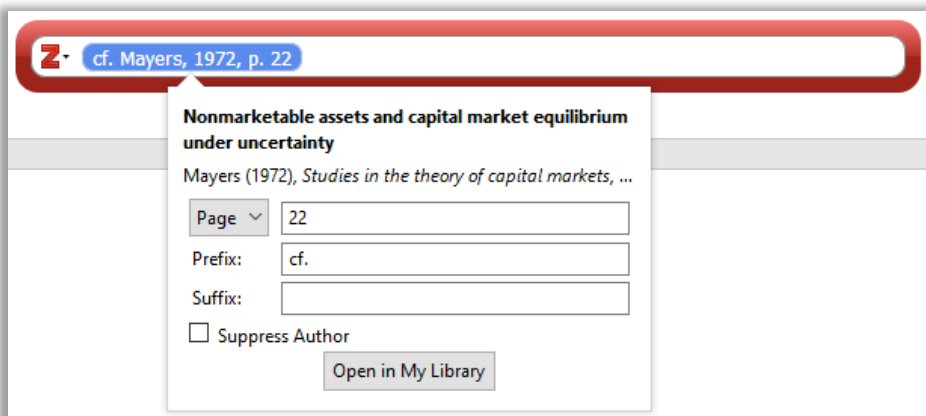 Z cf. Mayers, 1972, p. 22
Nonmarketable assets and capital market equilibrium
under uncertainty
Mayers (1972), Studies in the theory of capital markets, ...
Page 22
Prefix: cf.
Suffix:
Suppress Author
Open in My Library